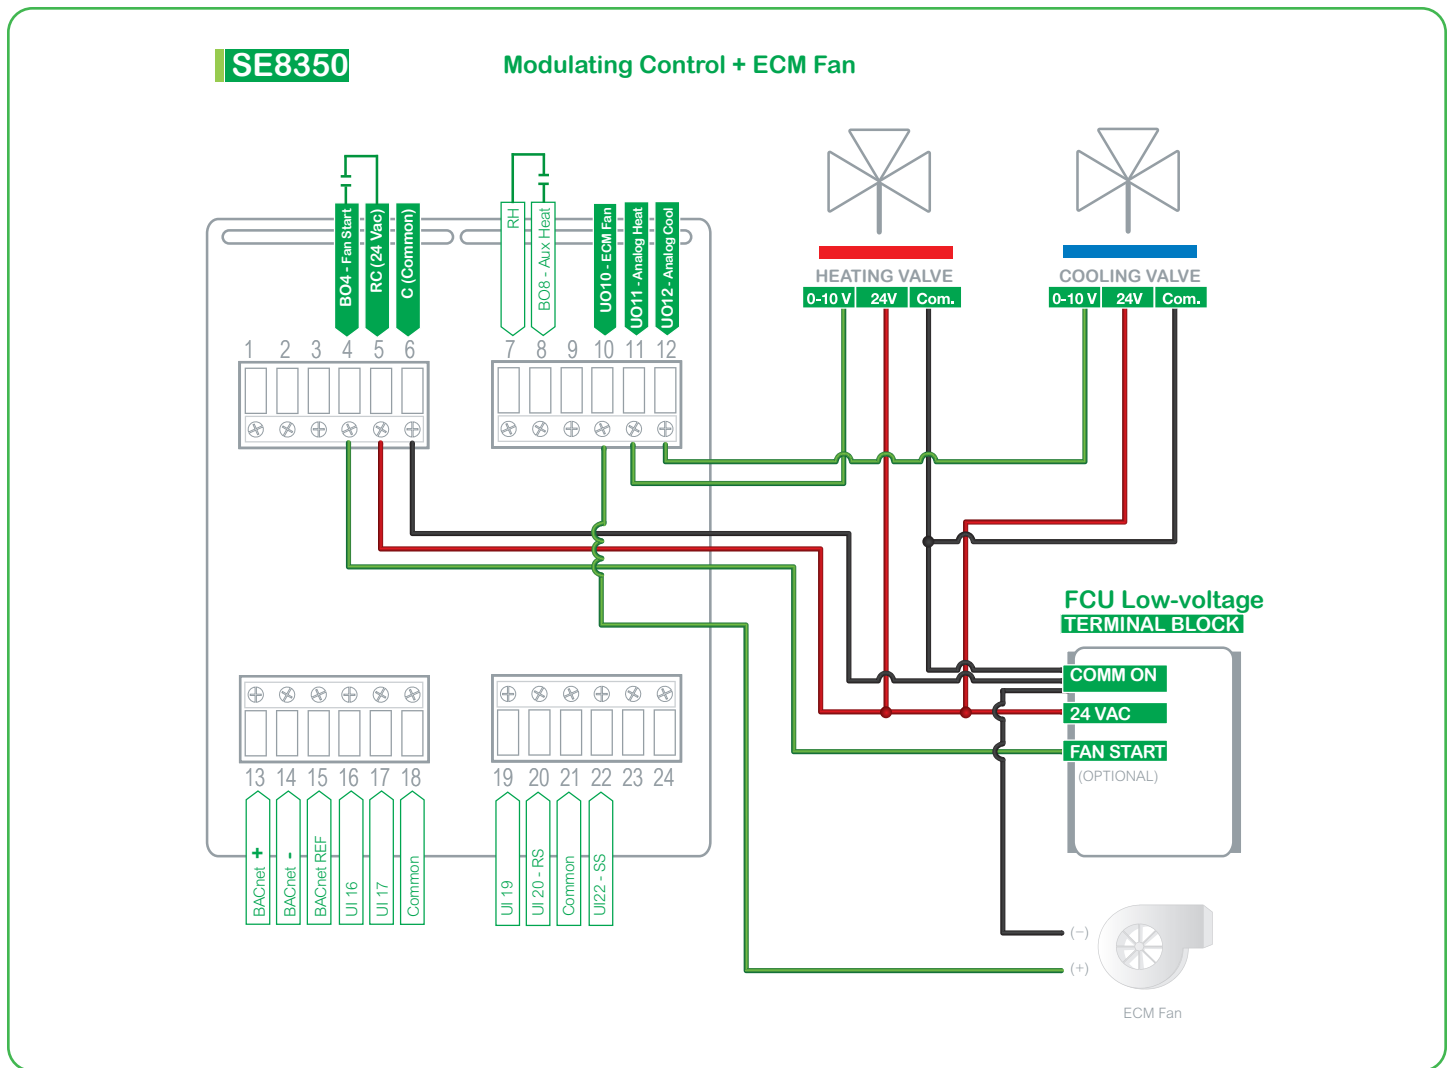 SE8350
Modulating Control + ECM Fan
BO4 - Fan Start
RC (24 Vac)
C (Common)
RH
BO8 - Aux Heat
UO10 - ECM Fan
UO11 - Analog Heat
UO12 - Analog Cool
HEATING VALVE
0-10 V 24V Com.
COOLING VALVE
0-10 V 24V Com.
1 2 3 4 5 6
7 8 9 10 11 12
FCU Low-voltage
TERMINAL BLOCK
COMM ON
24 VAC
FAN START
(OPTIONAL)
13 14 15 16 17 18
19 20 21 22 23 24
BACnet +
BACnet -
BACnet REF
UI 16
UI 17
Common
UI 19
UI 20 - RS
Common
UI22 - SS
(−)
(+)
ECM Fan